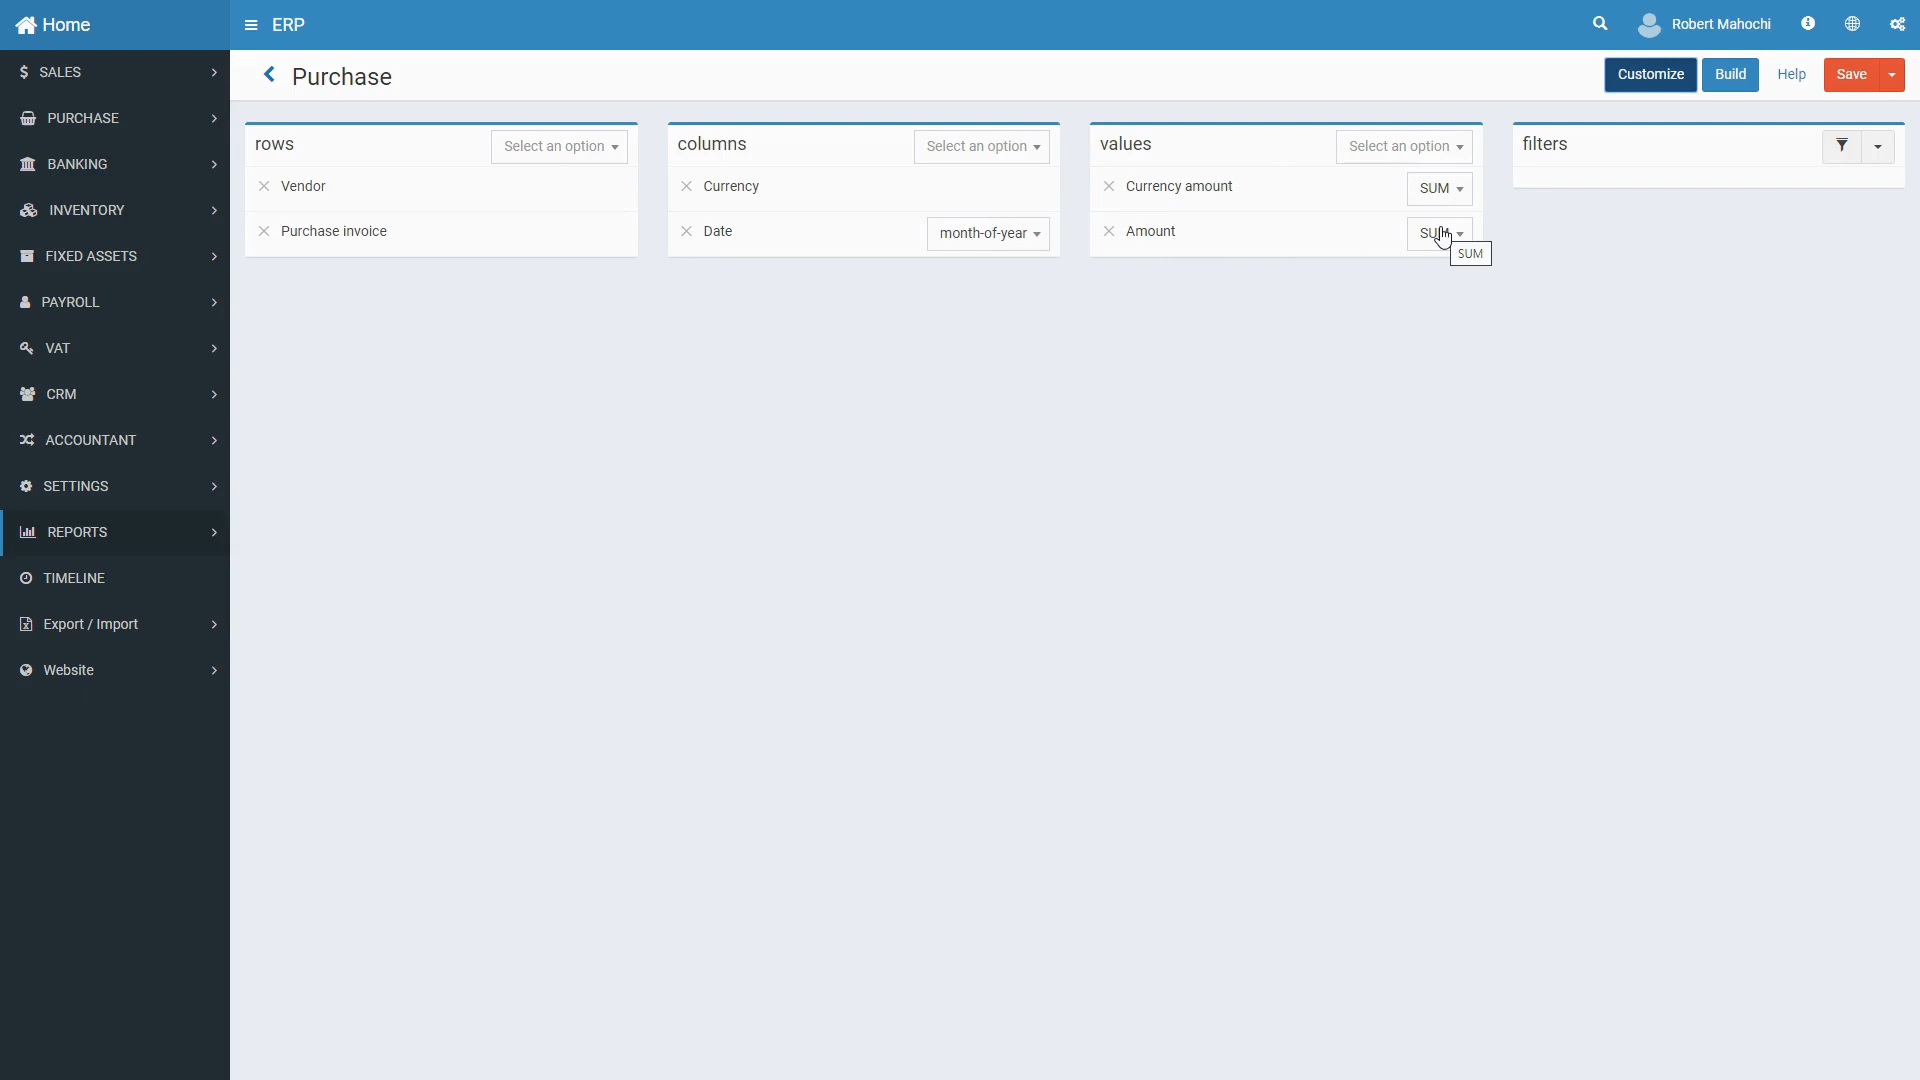 Home
ERP
Robert Mahochi
SALES
PURCHASE
BANKING
INVENTORY
FIXED ASSETS
PAYROLL
VAT
CRM
ACCOUNTANT
SETTINGS
REPORTS
TIMELINE
Export / Import
Website
Purchase
Customize
Build
Help
Save
rows
Select an option
Vendor
Purchase invoice
columns
Select an option
Currency
Date
month-of-year
values
Select an option
Currency amount
SUM
Amount
SUM
SUM
filters